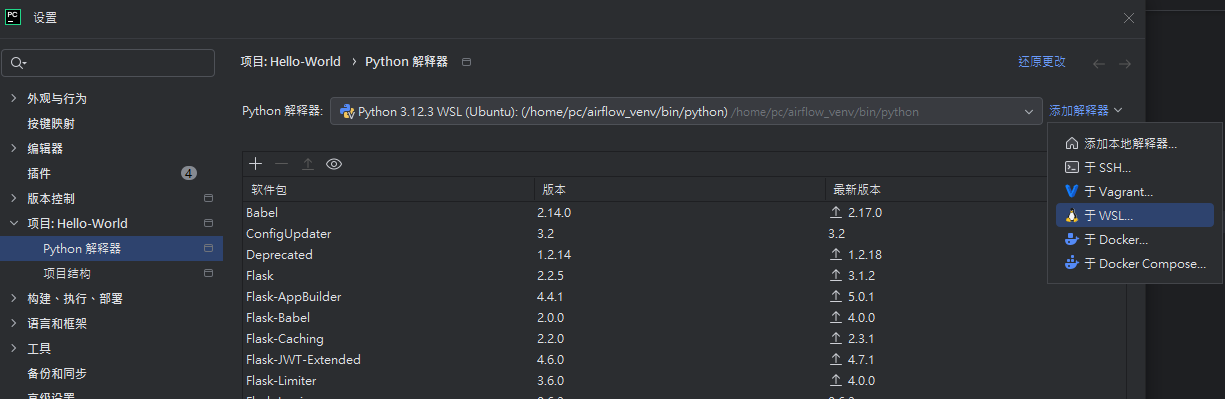 PC 设置
项目: Hello-World › Python 解释器 还原更改
外观与行为
按键映射
编辑器
插件 4
版本控制
项目: Hello-World
Python 解释器
项目结构
构建、执行、部署
语言和框架
工具
备份和同步
高级设置
Python 解释器: Python 3.12.3 WSL (Ubuntu): (/home/pc/airflow_venv/bin/python) /home/pc/airflow_venv/bin/python 添加解释器
添加本地解释器...
于 SSH...
于 Vagrant...
于 WSL...
于 Docker...
于 Docker Compose...
软件包 版本 最新版本
Babel 2.14.0 2.17.0
ConfigUpdater 3.2 3.2
Deprecated 1.2.14 1.2.18
Flask 2.2.5 3.1.2
Flask-AppBuilder 4.4.1 5.0.1
Flask-Babel 2.0.0 4.0.0
Flask-Caching 2.2.0 2.3.1
Flask-JWT-Extended 4.6.0 4.7.1
Flask-Limiter 3.6.0 4.0.0